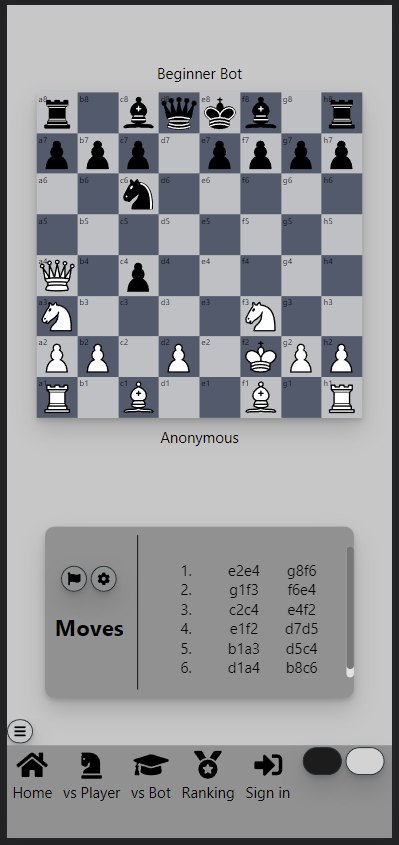 Beginner Bot
a8 b8 c8 d8 e8 f8 g8 h8
a7 b7 c7 d7 e7 f7 g7 h7
a6 b6 c6 d6 e6 f6 g6 h6
a5 b5 c5 d5 e5 f5 g5 h5
a4 b4 c4 d4 e4 f4 g4 h4
a3 b3 c3 d3 e3 f3 g3 h3
a2 b2 c2 d2 e2 f2 g2 h2
a1 b1 c1 d1 e1 f1 g1 h1
Anonymous
Moves
1. e2e4 g8f6
2. g1f3 f6e4
3. c2c4 e4f2
4. e1f2 d7d5
5. b1a3 d5c4
6. d1a4 b8c6
Home vs Player vs Bot Ranking Sign in